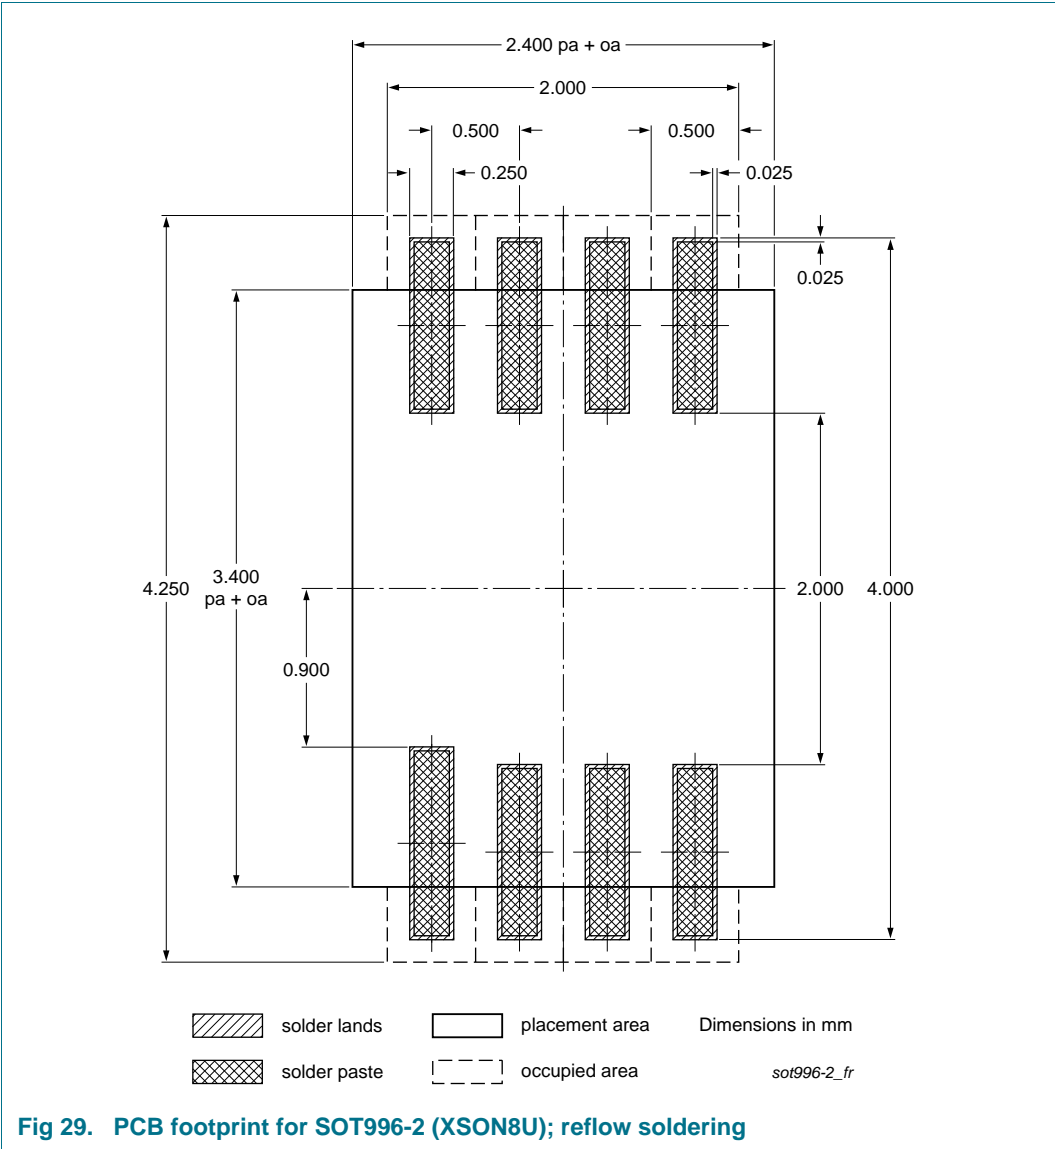 2.400 pa + oa
2.000
0.500
0.500
0.250
0.025
0.025
4.250
3.400
pa + oa
2.000
4.000
0.900
solder lands
placement area
Dimensions in mm
solder paste
occupied area
sot996-2_fr
Fig 29. PCB footprint for SOT996-2 (XSON8U); reflow soldering